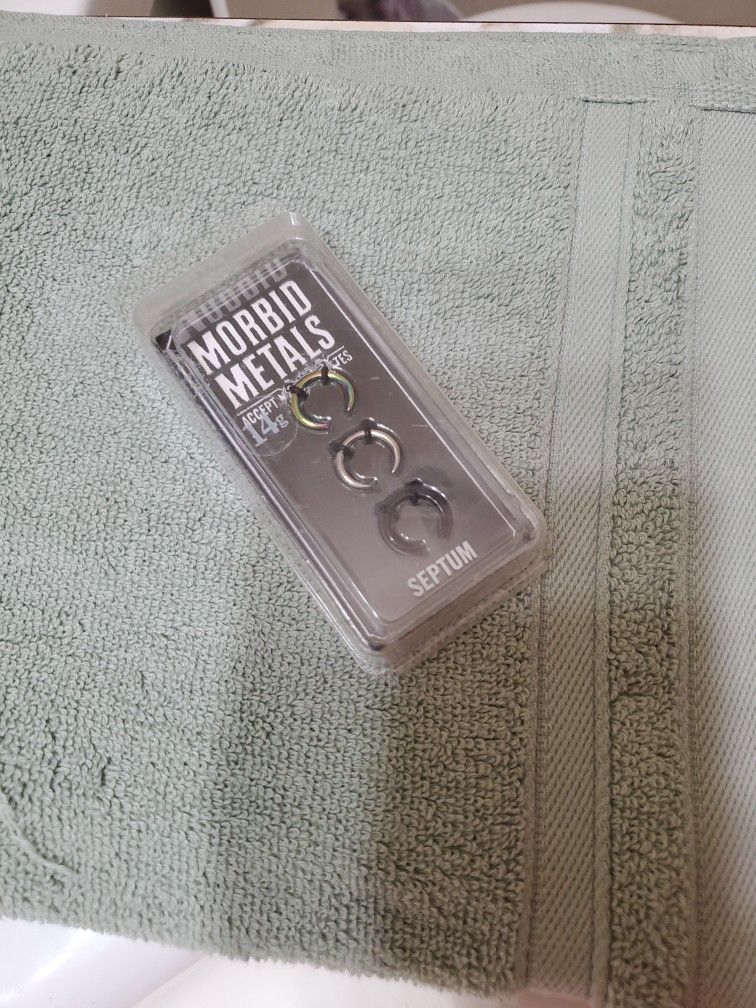 MORBID
METALS
ACCEPT
14g
SEPTUM